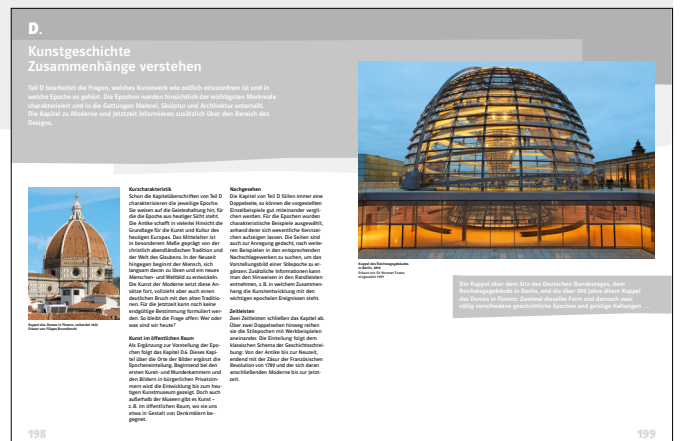 D.
Kunstgeschichte
Zusammenhänge verstehen
Teil D bearbeitet die Fragen, welches Kunstwerk wie zeitlich einzuordnen ist und in
welche Epoche es gehört. Die Epochen werden hinsichtlich der wichtigsten Merkmale
charakterisiert und in die Gattungen Malerei, Skulptur und Architektur unterteilt.
Die Kapitel zu Moderne und Jetztzeit informieren zusätzlich über den Bereich des
Designs.
Kuppel des Domes in Florenz, vollendet 1436
Erbaut von Filippo Brunelleschi
Kurzcharakteristik
Schon die Kapitelüberschriften von Teil D
charakterisieren die jeweilige Epoche.
Sie weisen auf die Geisteshaltung hin, für
die die Epoche aus heutiger Sicht steht.
Die Antike schafft in vielerlei Hinsicht die
Grundlage für die Kunst und Kultur des
heutigen Europas. Das Mittelalter ist
in besonderem Maße geprägt von der
christlich abendländischen Tradition und
der Welt des Glaubens. In der Neuzeit
hingegen beginnt der Mensch, sich
langsam davon zu lösen und ein neues
Menschen- und Weltbild zu entwickeln.
Die Kunst der Moderne setzt diese An-
sätze fort, vollzieht aber auch einen
deutlichen Bruch mit den alten Traditio-
nen. Für die Jetztzeit kann noch keine
endgültige Bestimmung formuliert wer-
den. So bleibt die Frage offen: Wer oder
was sind wir heute?
Kunst im öffentlichen Raum
Als Ergänzung zur Vorstellung der Epo-
chen folgt das Kapitel D.6. Dieses Kapi-
tel über die Orte der Bilder ergänzt die
Epocheneinteilung. Beginnend bei den
ersten Kunst- und Wunderkammern und
den Bildern in bürgerlichen Privatzim-
mern wird die Entwicklung bis zum heu-
tigen Kunstmuseum gezeigt. Doch auch
außerhalb der Museen gibt es Kunst –
z. B. im öffentlichen Raum, wo sie uns
etwa in Gestalt von Denkmälern be-
gegnet.
Nachgesehen
Die Kapitel von Teil D füllen immer eine
Doppelseite, so können die vorgestellten
Einzelbeispiele gut miteinander vergli-
chen werden. Für die Epochen wurden
charakteristische Beispiele ausgewählt,
anhand derer sich wesentliche Kennzei-
chen aufzeigen lassen. Die Seiten sind
auch zur Anregung gedacht, nach weite-
ren Beispielen in den entsprechenden
Nachschlagewerken zu suchen, um das
Vorstellungsbild einer Stilepoche zu er-
gänzen. Zusätzliche Informationen kann
man den Hinweisen in den Randleisten
entnehmen, z. B. in welchem Zusammen-
hang die Kunstentwicklung mit den
wichtigen epochalen Ereignissen steht.
Zeitleisten
Zwei Zeitleisten schließen das Kapitel ab.
Über zwei Doppelseiten hinweg reihen
sie die Stilepochen mit Werkbeispielen
aneinander. Die Einteilung folgt dem
klassischen Schema der Geschichtsschrei-
bung: Von der Antike bis zur Neuzeit,
endend mit der Zäsur der Französischen
Revolution von 1789 und der sich daran
anschließenden Moderne bis zur Jetzt-
zeit.
Kuppel des Reichstagsgebäudes
Erbaut von Sir Norman Foster,
eingeweiht 1999
Die Kuppel über dem Sitz des Deutschen Bundestages, dem
Reichstagsgebäude in Berlin, und die über 500 Jahre ältere Kuppel
des Domes in Florenz: Zweimal dieselbe Form und dennoch zwei
völlig verschiedene geschichtliche Epochen und geistige Haltungen . . .
198
199